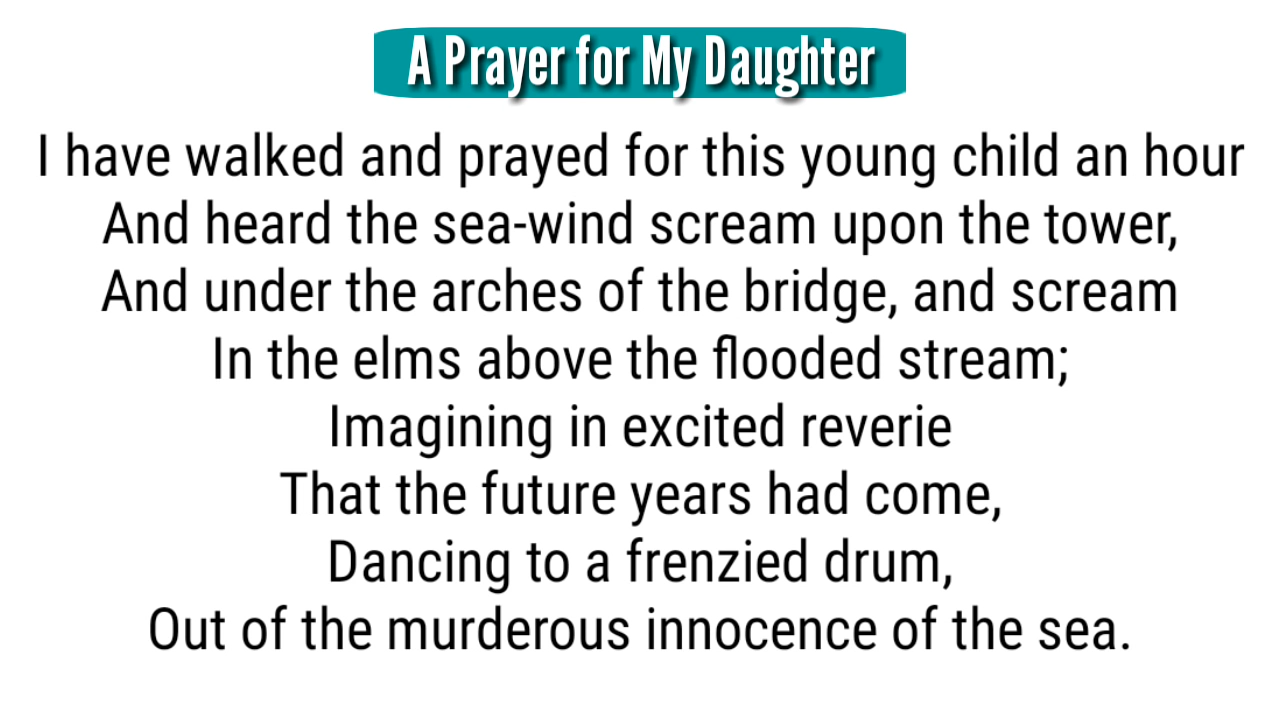 A Prayer for My Daughter
I have walked and prayed for this young child an hour
And heard the sea-wind scream upon the tower,
And under the arches of the bridge, and scream
In the elms above the flooded stream;
Imagining in excited reverie
That the future years had come,
Dancing to a frenzied drum,
Out of the murderous innocence of the sea.